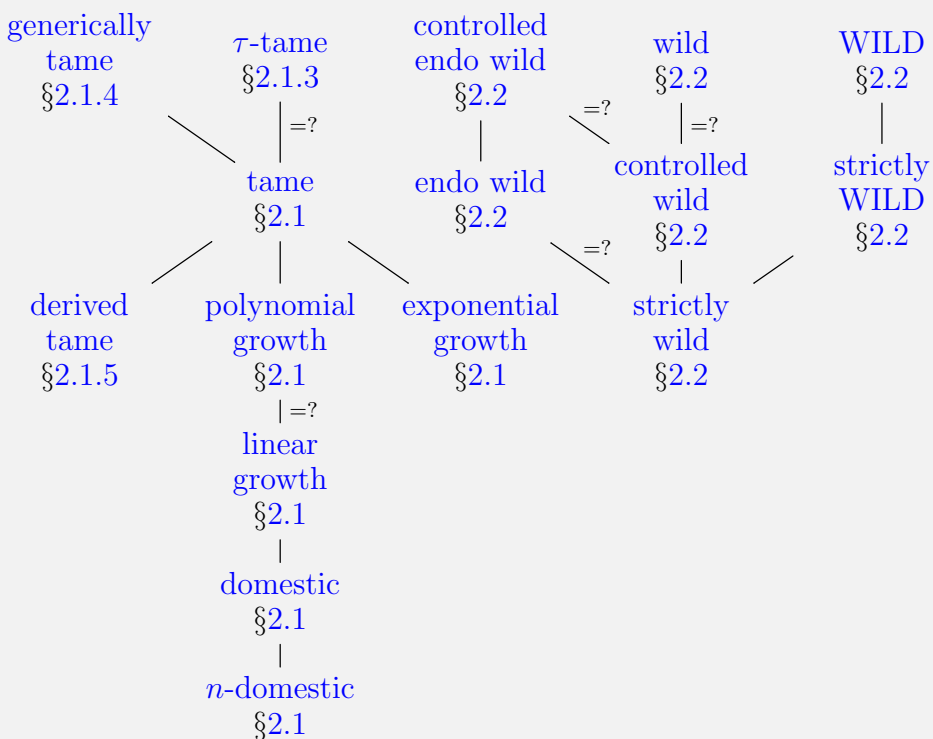 generically
tame
§2.1.4
τ-tame
§2.1.3
controlled
endo wild
§2.2
wild
§2.2
WILD
§2.2
=?
=?
=?
tame
§2.1
endo wild
§2.2
controlled
wild
§2.2
strictly
WILD
§2.2
=?
derived
tame
§2.1.5
polynomial
growth
§2.1
exponential
growth
§2.1
strictly
wild
§2.2
=?
linear
growth
§2.1
domestic
§2.1
n-domestic
§2.1